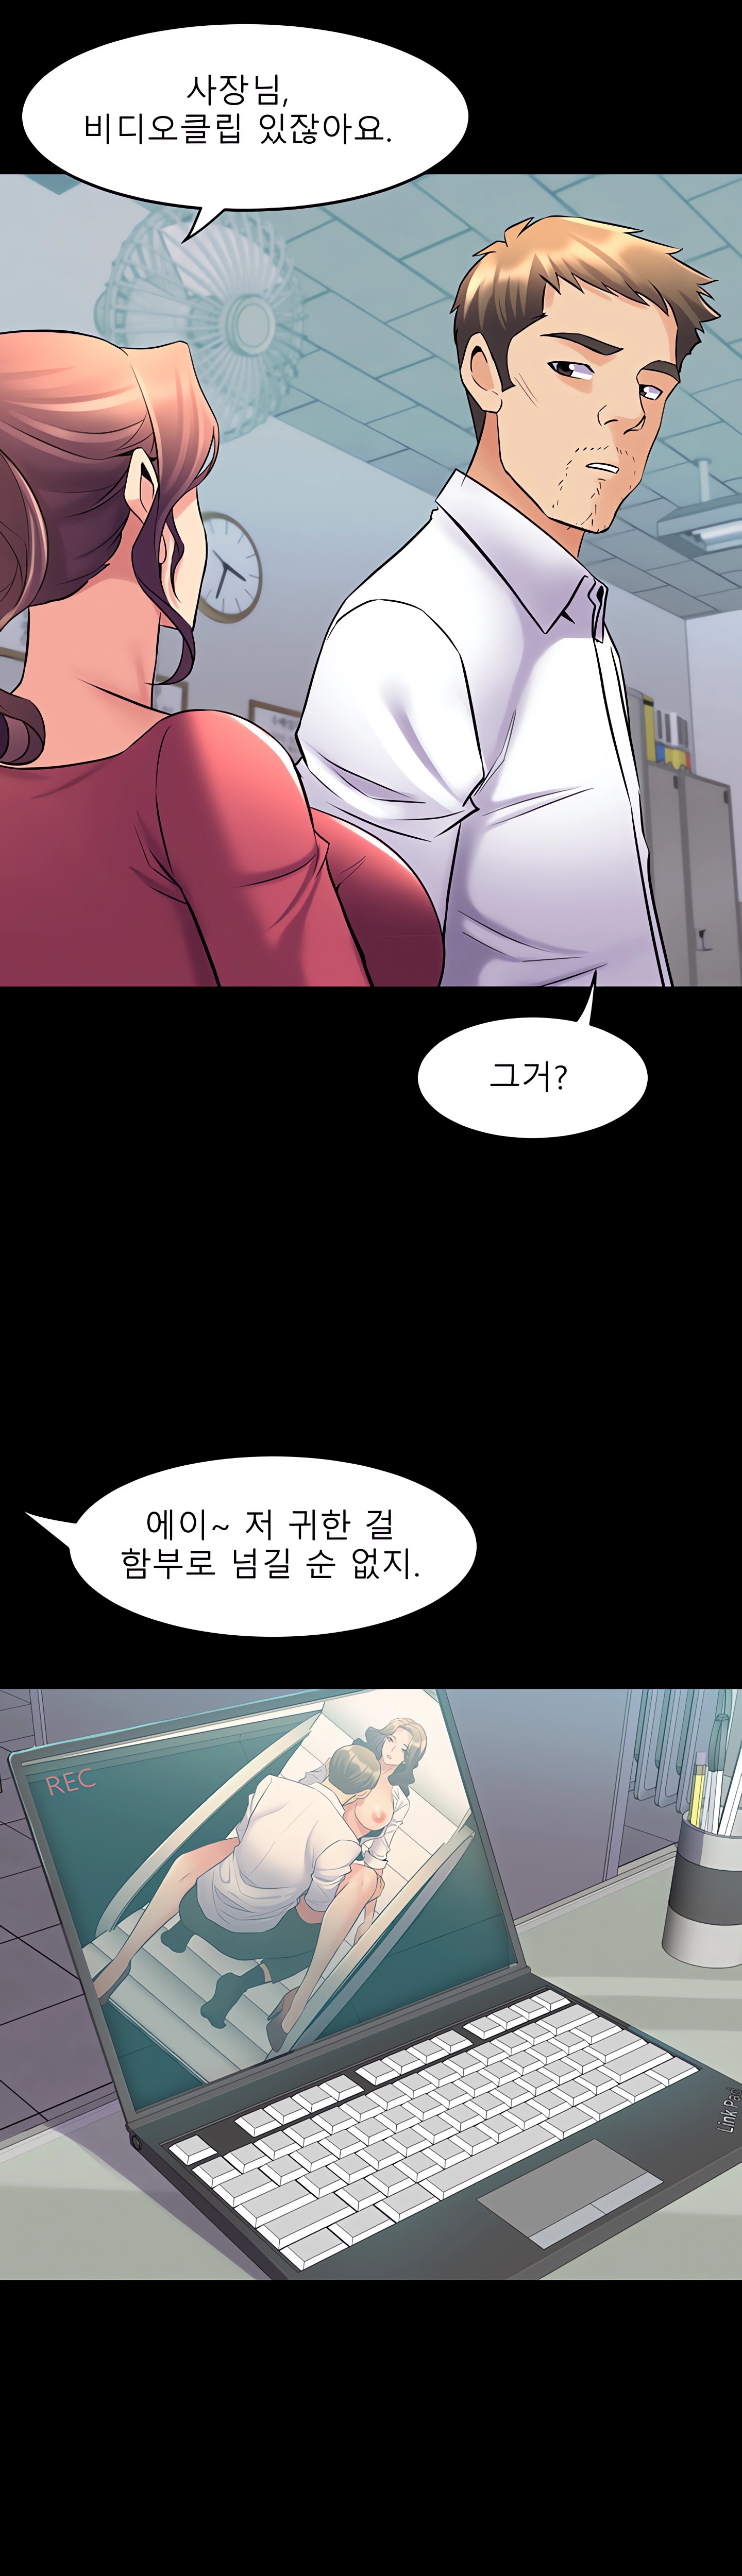 사장님,
비디오클립 있잖아요.
그거?
에이~ 저 귀한 걸
함부로 넘길 순 없지.
REC
Link Pad